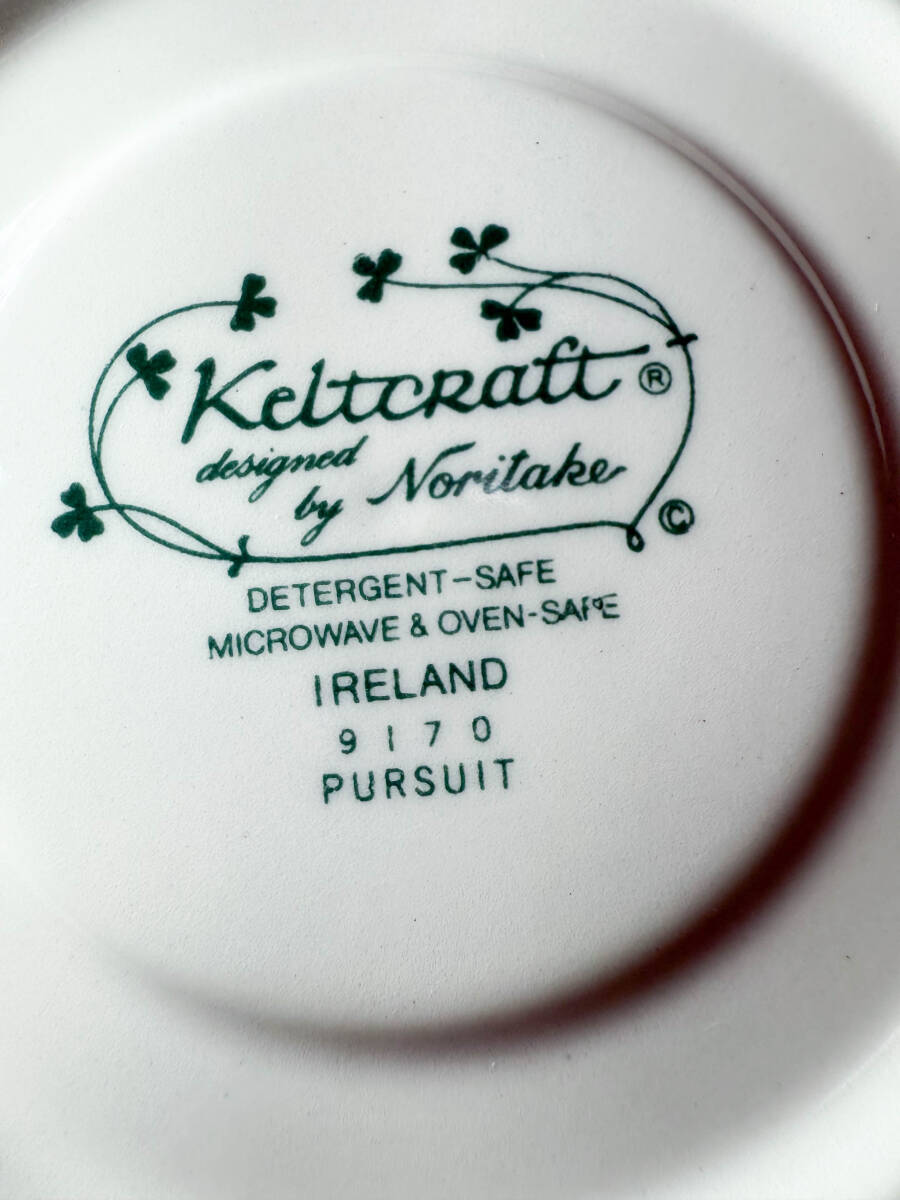 Keltcraft ®
designed
by Noritake
©
DETERGENT-SAFE
MICROWAVE & OVEN-SAFE
IRELAND
9170
PURSUIT